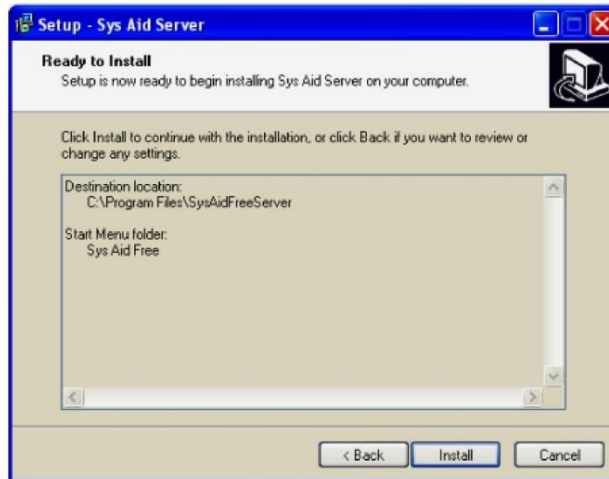 Setup - Sys Aid Server
Ready to Install
Setup is now ready to begin installing Sys Aid Server on your computer.
Click Install to continue with the installation, or click Back if you want to review or
change any settings.
Destination location:
C:\Program Files\SysAidFreeServer
Start Menu folder:
Sys Aid Free
< Back
Install
Cancel